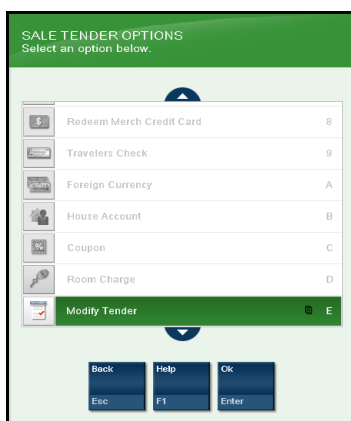 SALE TENDER OPTIONS
Select an option below.
Redeem Merch Credit Card 8
Travelers Check 9
Foreign Currency A
House Account B
Coupon C
Room Charge D
Modify Tender E
Back Help Ok
Esc F1 Enter